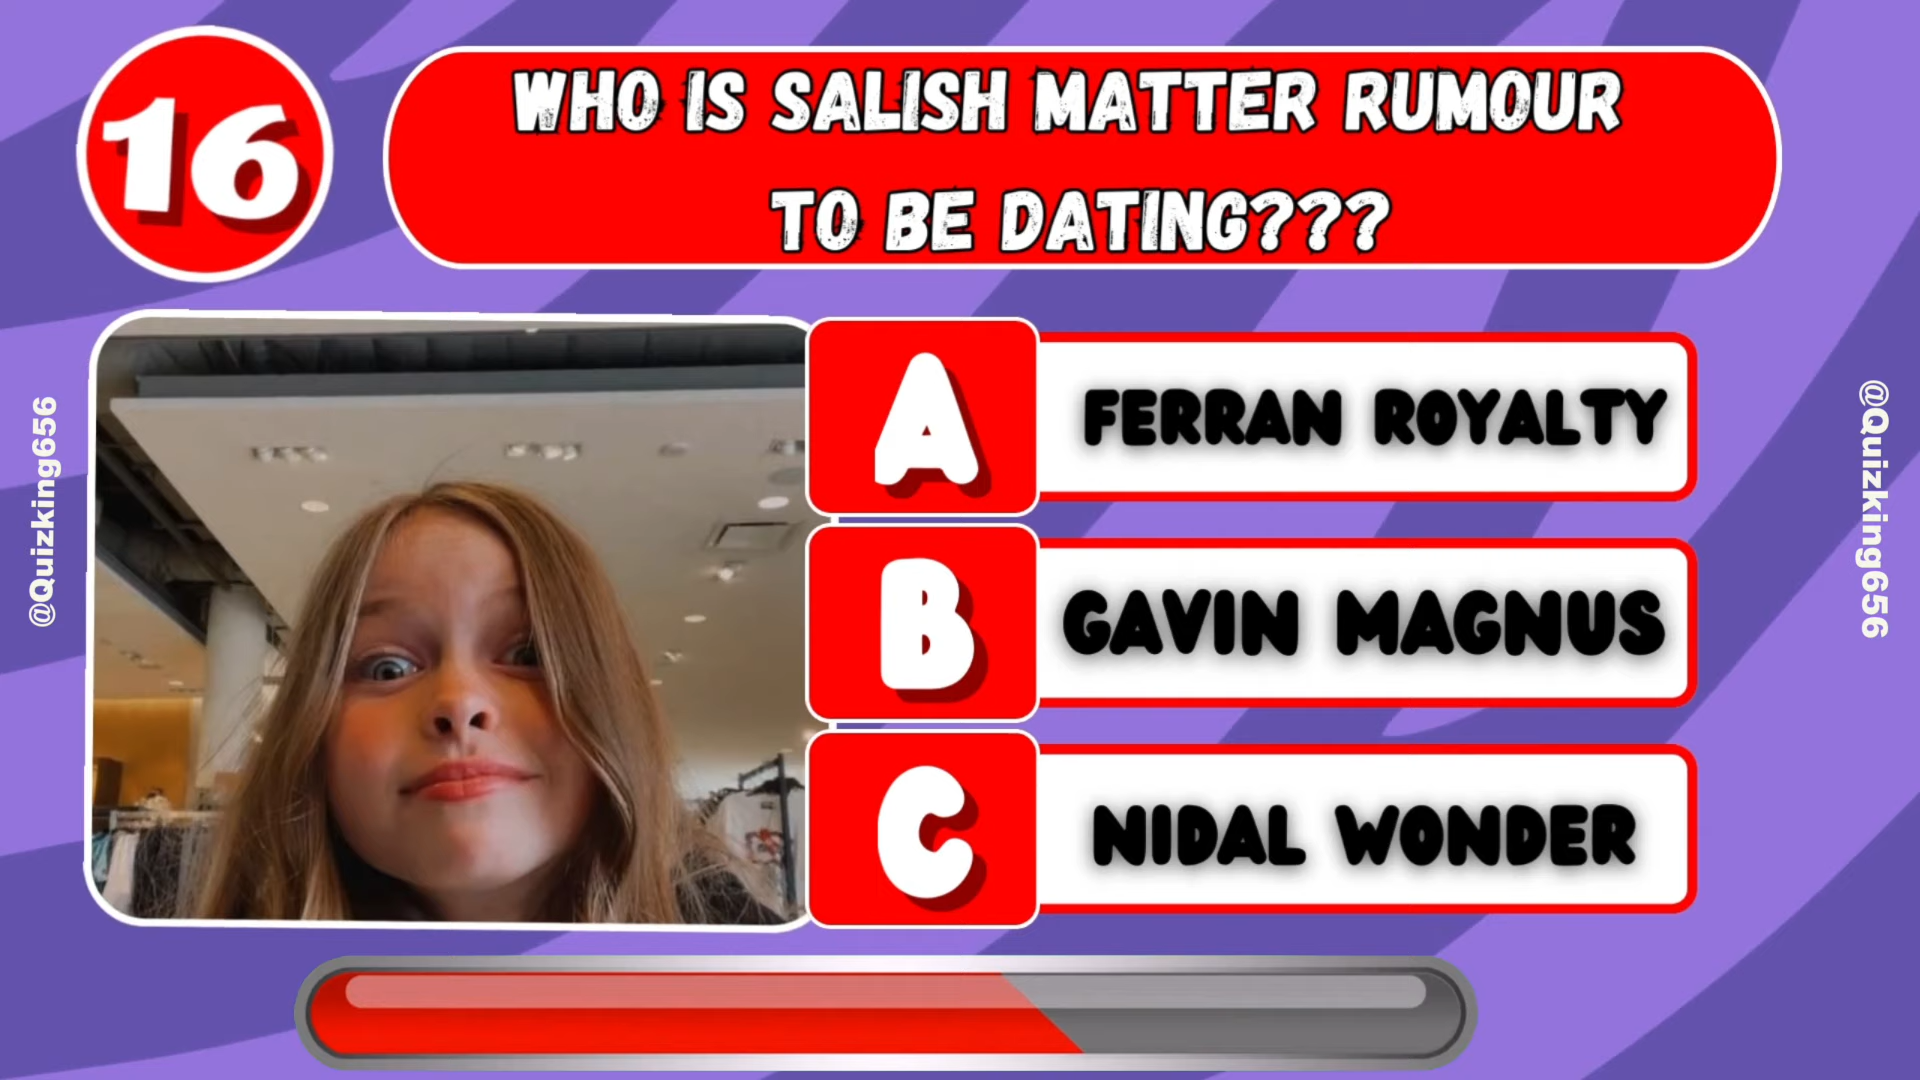 16
WHO IS SALISH MATTER RUMOUR
TO BE DATING???
A
FERRAN ROYALTY
B
GAVIN MAGNUS
C
NIDAL WONDER
@Quizking656
@Quizking656